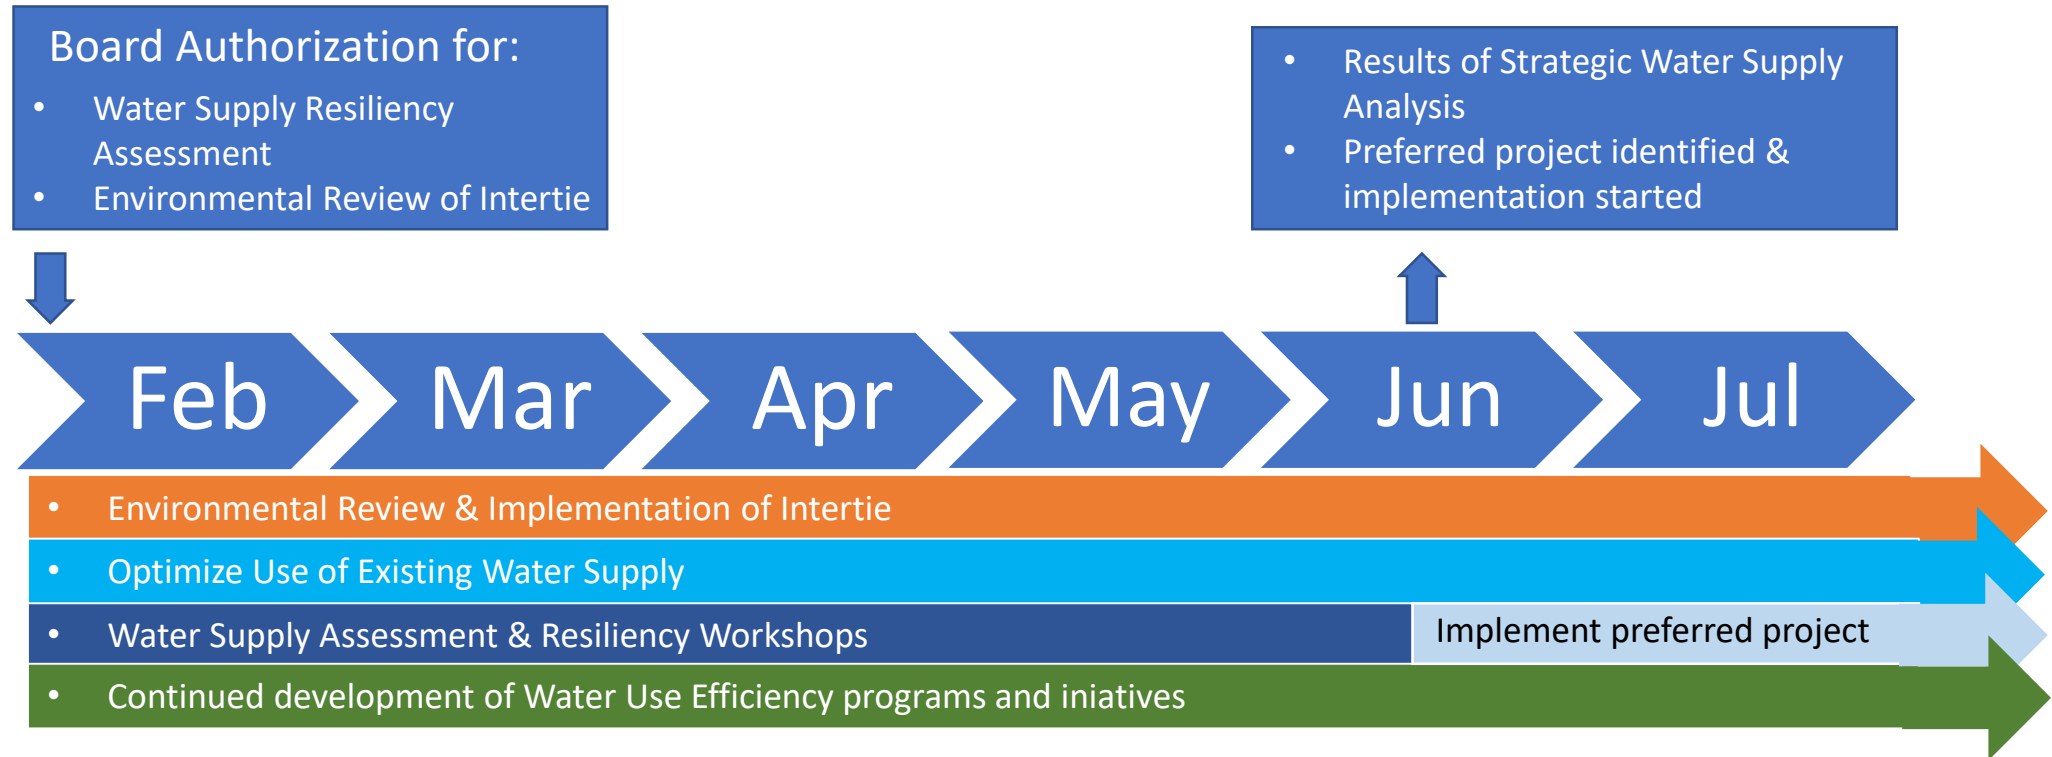 Board Authorization for:
• Water Supply Resiliency
Assessment
• Environmental Review of Intertie
• Results of Strategic Water Supply
Analysis
• Preferred project identified &
implementation started
Feb Mar Apr May Jun Jul
• Environmental Review & Implementation of Intertie
• Optimize Use of Existing Water Supply
• Water Supply Assessment & Resiliency Workshops
Implement preferred project
• Continued development of Water Use Efficiency programs and iniatives